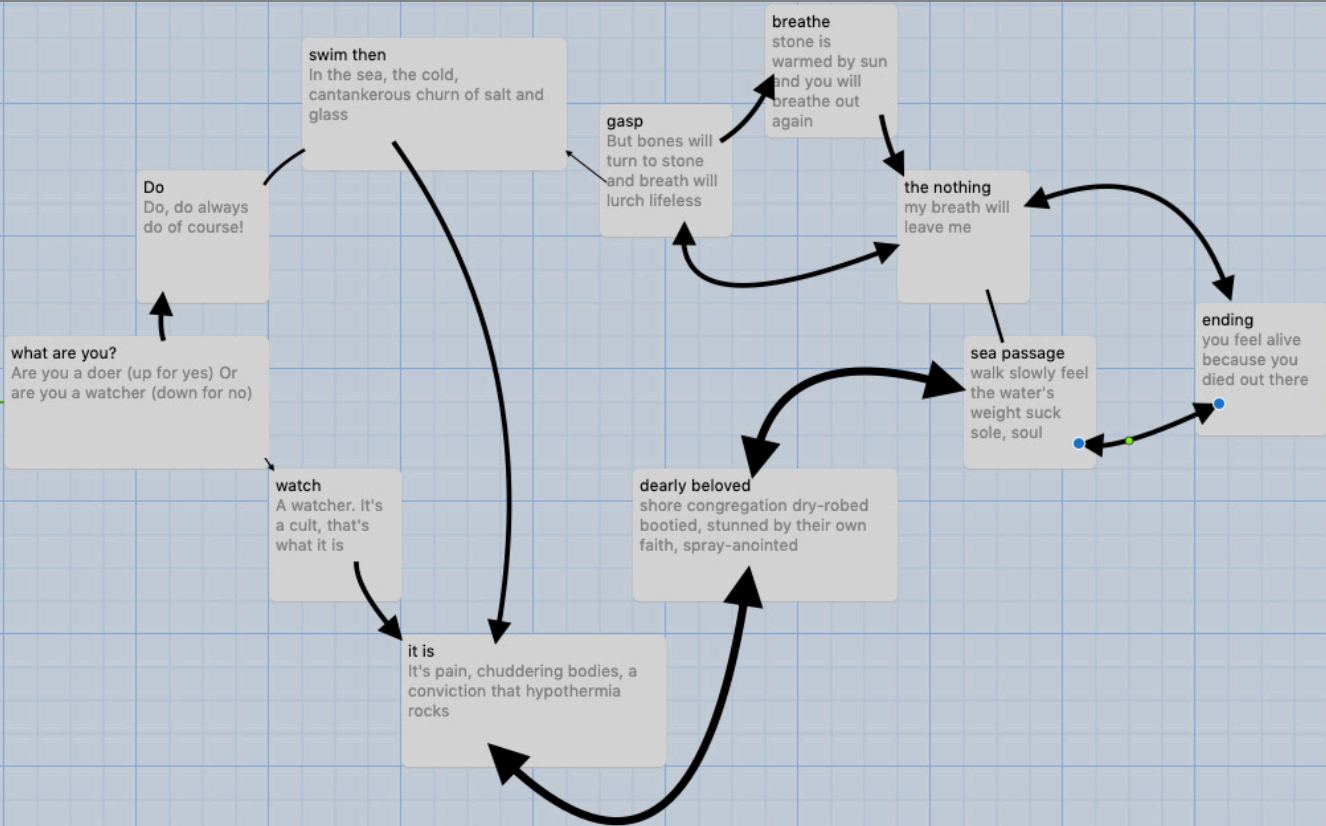 breathe
stone is
warmed by sun
and you will
breathe out
again
swim then
In the sea, the cold,
cantankerous churn of salt and
glass
gasp
But bones will
turn to stone
and breath will
lurch lifeless
Do
Do, do always
do of course!
the nothing
my breath will
leave me
ending
you feel alive
because you
died out there
what are you?
Are you a doer (up for yes) Or
are you a watcher (down for no)
sea passage
walk slowly feel
the water's
weight suck
sole, soul
watch
A watcher. It's
a cult, that's
what it is
dearly beloved
shore congregation dry-robed
bootied, stunned by their own
faith, spray-anointed
it is
It's pain, chuddering bodies, a
conviction that hypothermia
rocks